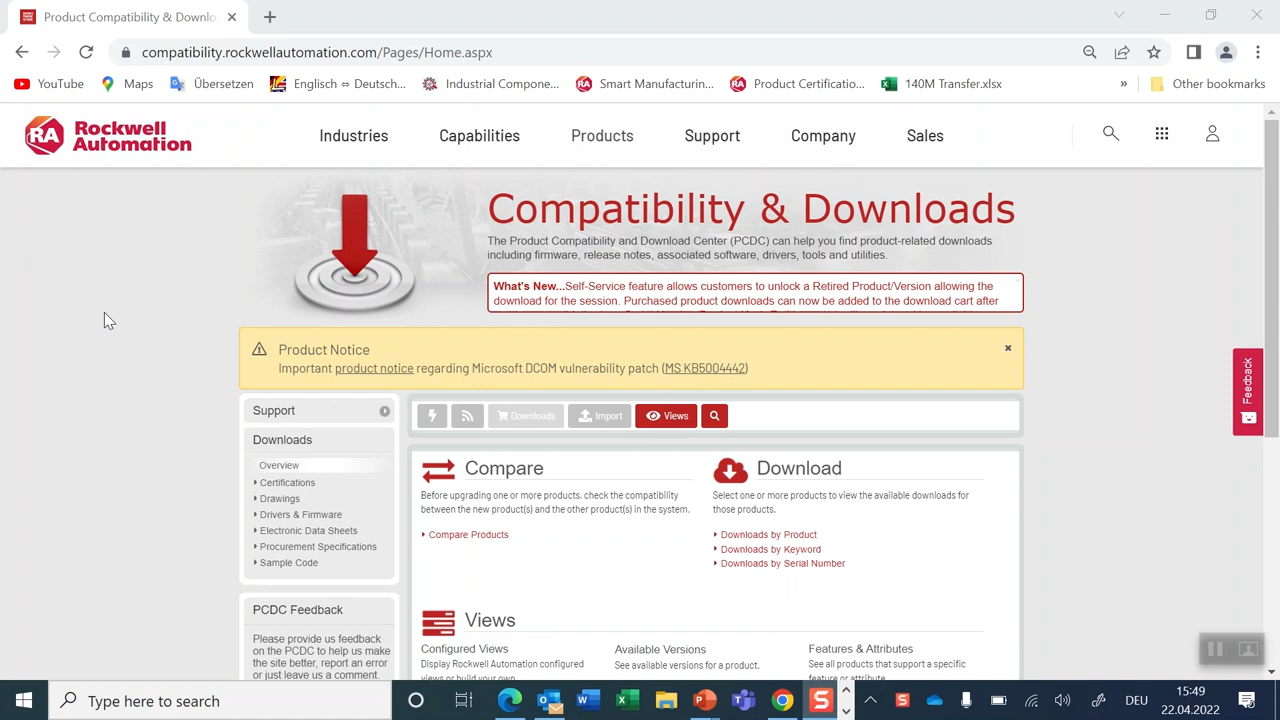 Product Compatibility & Downlo
compatibility.rockwellautomation.com/Pages/Home.aspx
YouTube
Maps
Übersetzen
Englisch ⇔ Deutsch...
Industrial Compone...
Smart Manufacturin...
Product Certificatio...
140M Transfer.xlsx
»
Other bookmarks
RA Rockwell
Automation
Industries
Capabilities
Products
Support
Company
Sales
Compatibility & Downloads
The Product Compatibility and Download Center (PCDC) can help you find product-related downloads
including firmware, release notes, associated software, drivers, tools and utilities.
What's New...Self-Service feature allows customers to unlock a Retired Product/Version allowing the
download for the session. Purchased product downloads can now be added to the download cart after
Product Notice
Important product notice regarding Microsoft DCOM vulnerability patch (MS KB5004442)
Feedback
Support
Downloads
Import
Views
Downloads
Overview
Certifications
Drawings
Drivers & Firmware
Electronic Data Sheets
Procurement Specifications
Sample Code
Compare
Before upgrading one or more products, check the compatibility
between the new product(s) and the other product(s) in the system.
Compare Products
Download
Select one or more products to view the available downloads for
those products.
Downloads by Product
Downloads by Keyword
Downloads by Serial Number
PCDC Feedback
Please provide us feedback
on the PCDC to help us make
the site better, report an error
or just leave us a comment.
Views
Configured Views
Display Rockwell Automation configured
views or build your own.
Available Versions
See available versions for a product.
Features & Attributes
See all products that support a specific
feature or attribute
Type here to search
DEU
15:49
22.04.2022